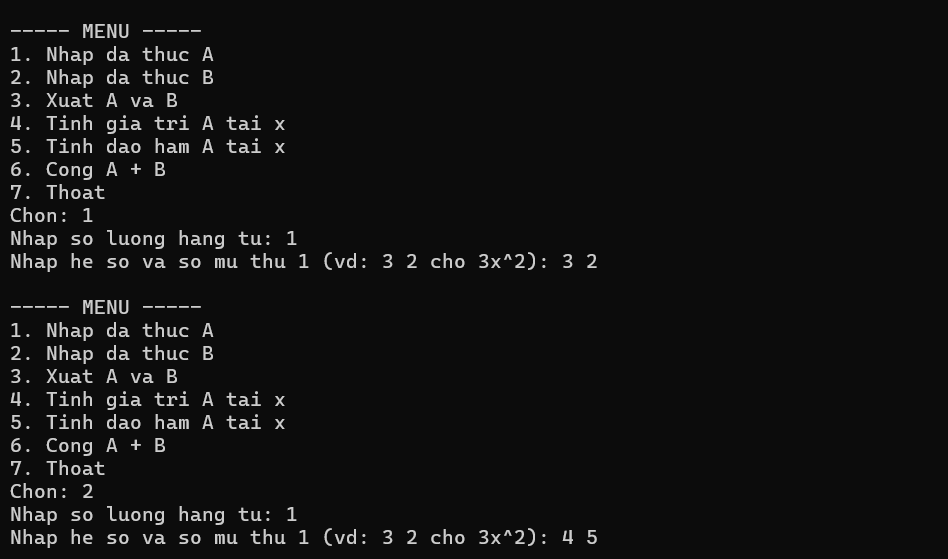 ----- MENU -----
1. Nhap da thuc A
2. Nhap da thuc B
3. Xuat A va B
4. Tinh gia tri A tai x
5. Tinh dao ham A tai x
6. Cong A + B
7. Thoat
Chon: 1
Nhap so luong hang tu: 1
Nhap he so va so mu thu 1 (vd: 3 2 cho 3x^2): 3 2

----- MENU -----
1. Nhap da thuc A
2. Nhap da thuc B
3. Xuat A va B
4. Tinh gia tri A tai x
5. Tinh dao ham A tai x
6. Cong A + B
7. Thoat
Chon: 2
Nhap so luong hang tu: 1
Nhap he so va so mu thu 1 (vd: 3 2 cho 3x^2): 4 5